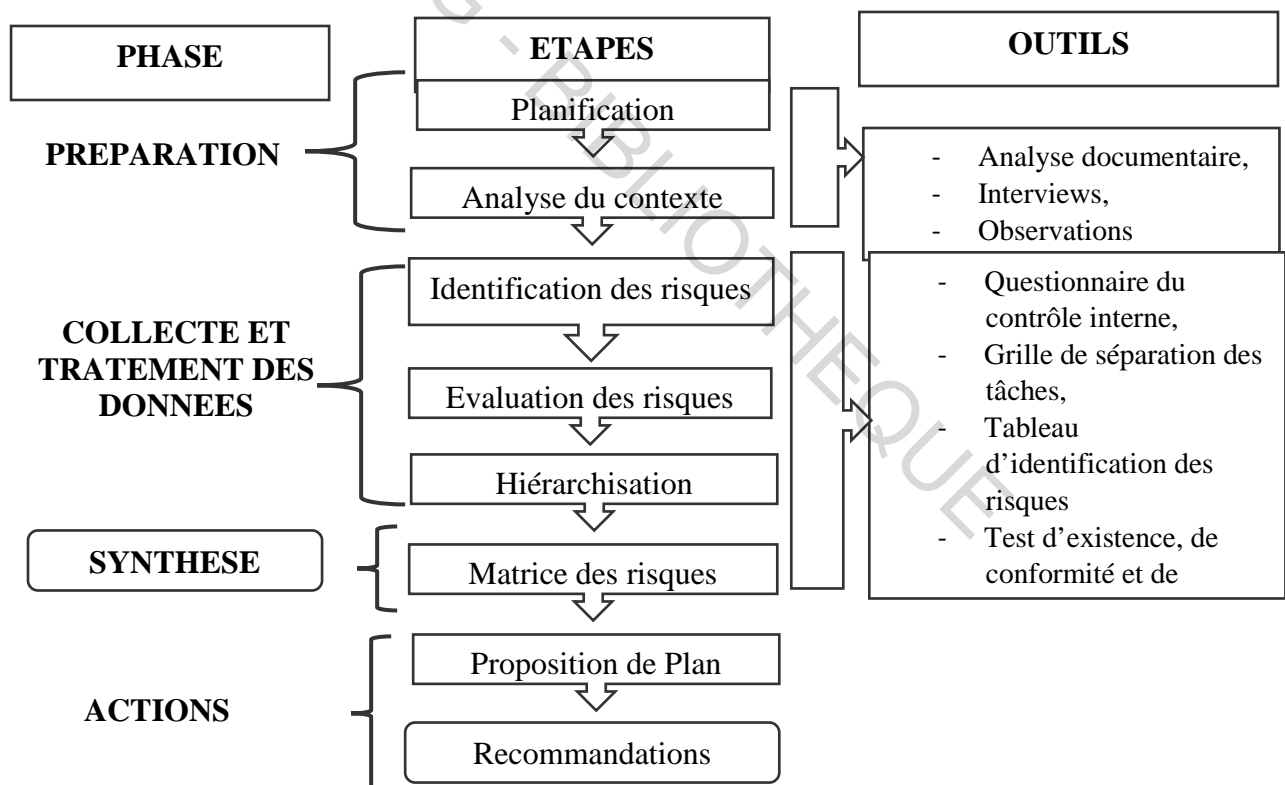 PHASE
ETAPES
OUTILS
PREPARATION
Planification
Analyse du contexte
- Analyse documentaire,
- Interviews,
- Observations
COLLECTE ET
TRATEMENT DES
DONNEES
Identification des risques
Evaluation des risques
Hiérarchisation
- Questionnaire du
contrôle interne,
- Grille de séparation des
tâches,
- Tableau
d’identification des
risques
- Test d’existence, de
conformité et de
SYNTHESE
Matrice des risques
ACTIONS
Proposition de Plan
Recommandations
G - BIBLIOTHEQUE